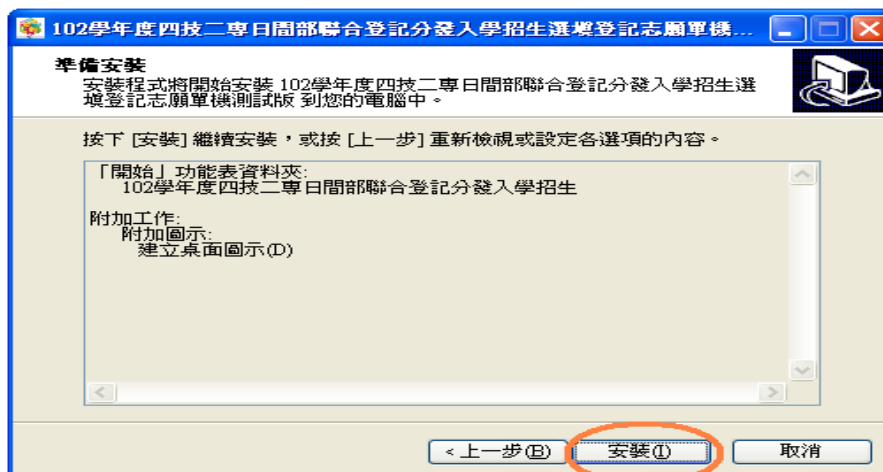 102學年度四技二專日間部聯合登記分發入學招生選填登記志願單機...
準備安裝
安裝程式將開始安裝 102學年度四技二專日間部聯合登記分發入學招生選
填登記志願單機測試版 到您的電腦中。
按下 [安裝] 繼續安裝，或按 [上一步] 重新檢視或設定各選項的內容。
「開始」功能表資料夾:
102學年度四技二專日間部聯合登記分發入學招生
附加工作:
附加圖示:
建立桌面圖示(D)
< 上一步(B)
安裝(I)
取消